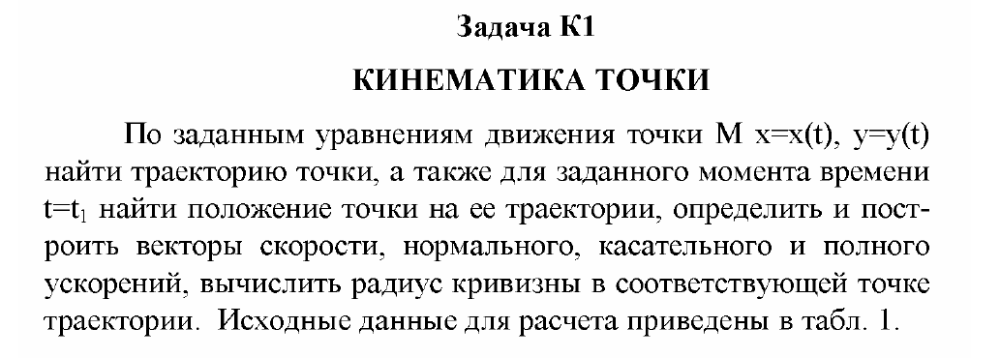 Задача К1
КИНЕМАТИКА ТОЧКИ
По заданным уравнениям движения точки М x=x(t), y=y(t)
найти траекторию точки, а также для заданного момента времени
t=t₁ найти положение точки на ее траектории, определить и пост-
роить векторы скорости, нормального, касательного и полного
ускорений, вычислить радиус кривизны в соответствующей точке
траектории. Исходные данные для расчета приведены в табл. 1.